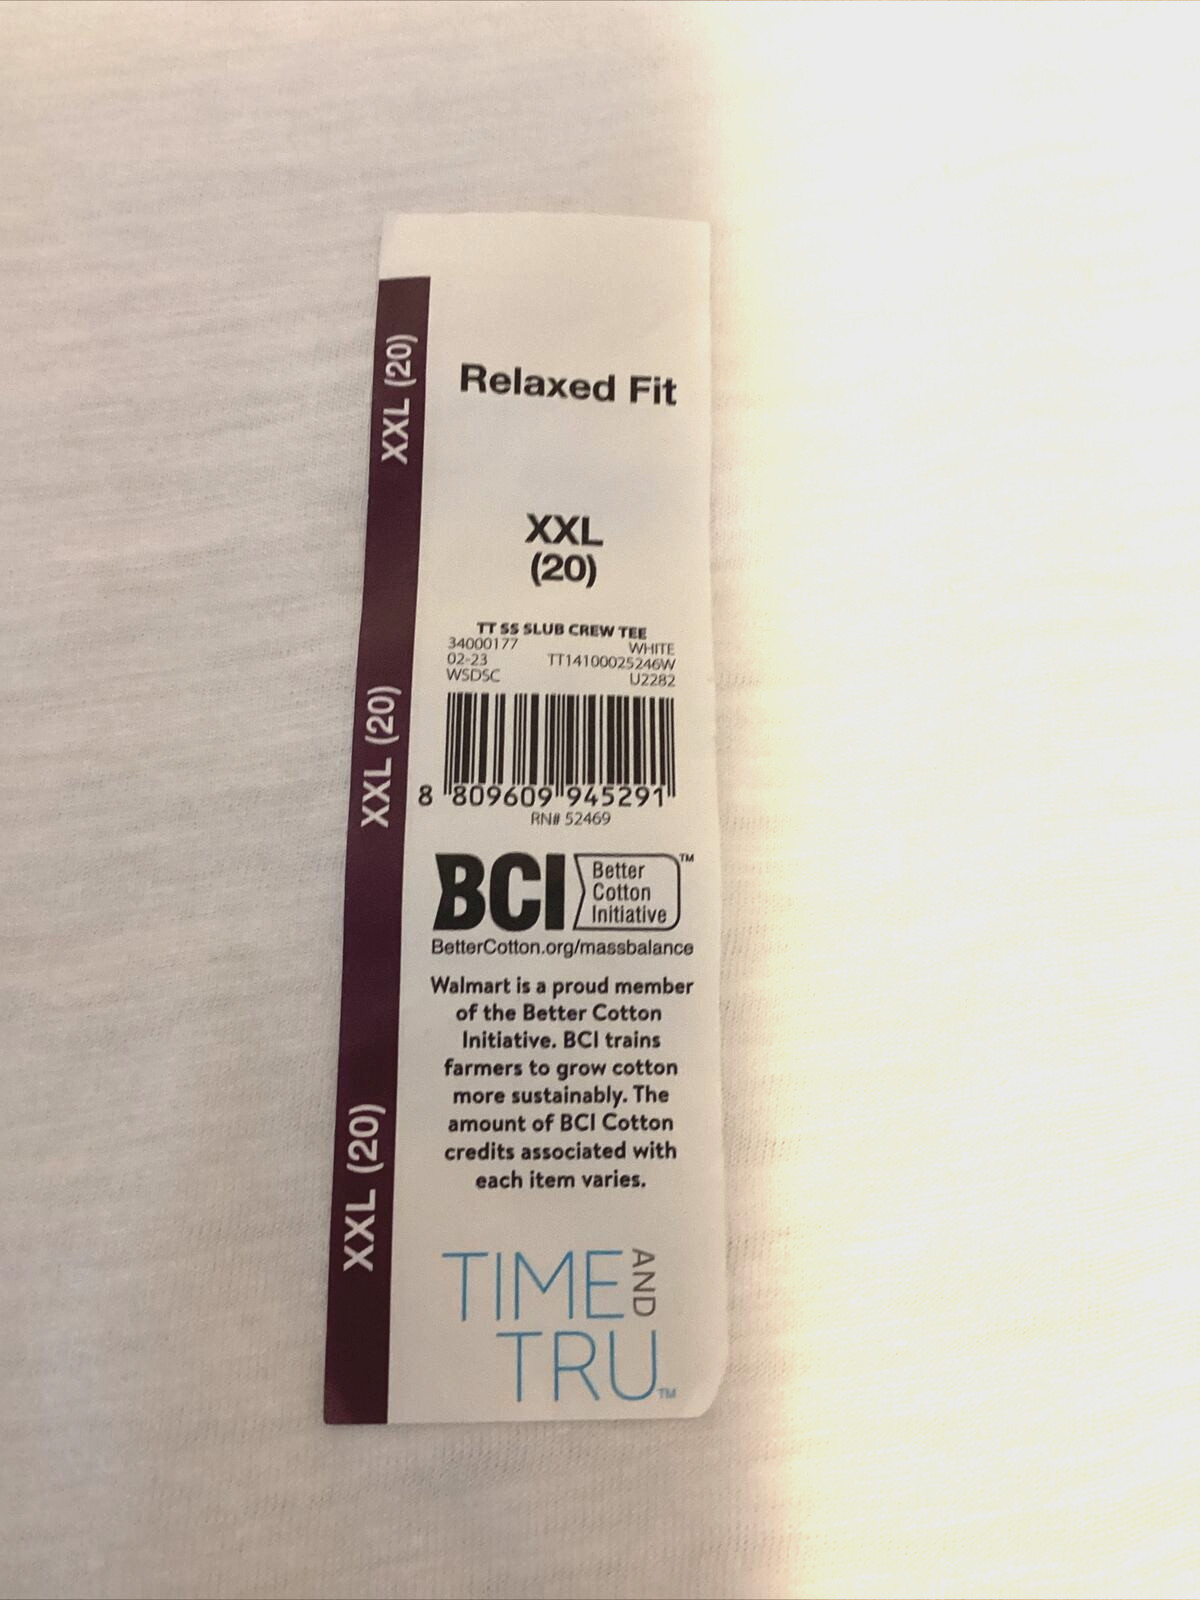 Relaxed Fit
XXL
(20)
TT SS SLUB CREW TEE
34000177 WHITE
02-23 TT14100025246W
WSDSC U2282
8 809609 945291
RN# 52469
BCI Better Cotton Initiative™
BetterCotton.org/massbalance
Walmart is a proud member
of the Better Cotton
Initiative. BCI trains
farmers to grow cotton
more sustainably. The
amount of BCI Cotton
credits associated with
each item varies.
TIME AND
TRU™
XXL (20)
XXL (20)
XXL (20)